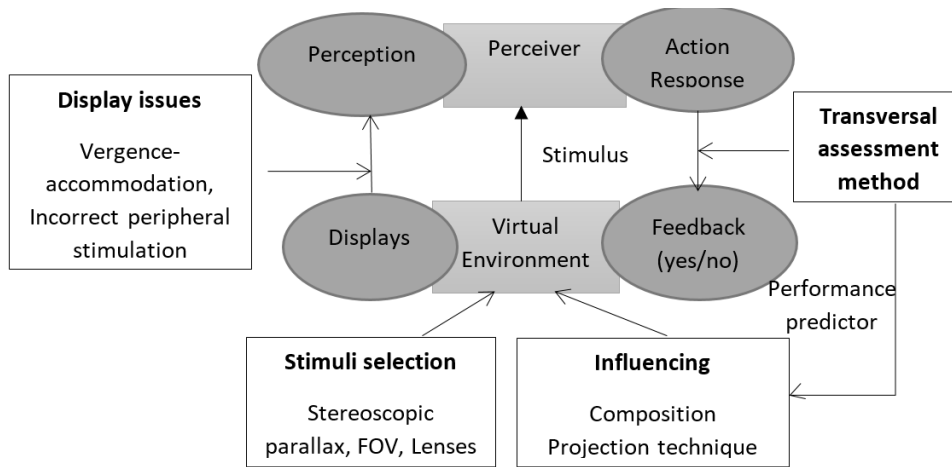 Perception
Perceiver
Action
Response
Display issues
Vergence-
accommodation,
Incorrect peripheral
stimulation
Stimulus
Transversal
assessment
method
Displays
Virtual
Environment
Feedback
(yes/no)
Performance
predictor
Stimuli selection
Stereoscopic
parallax, FOV, Lenses
Influencing
Composition
Projection technique